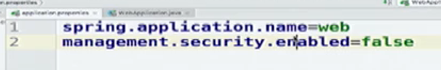 application.properties
WebApplication.java
1 spring.application.name=web
2 management.security.enabled=false